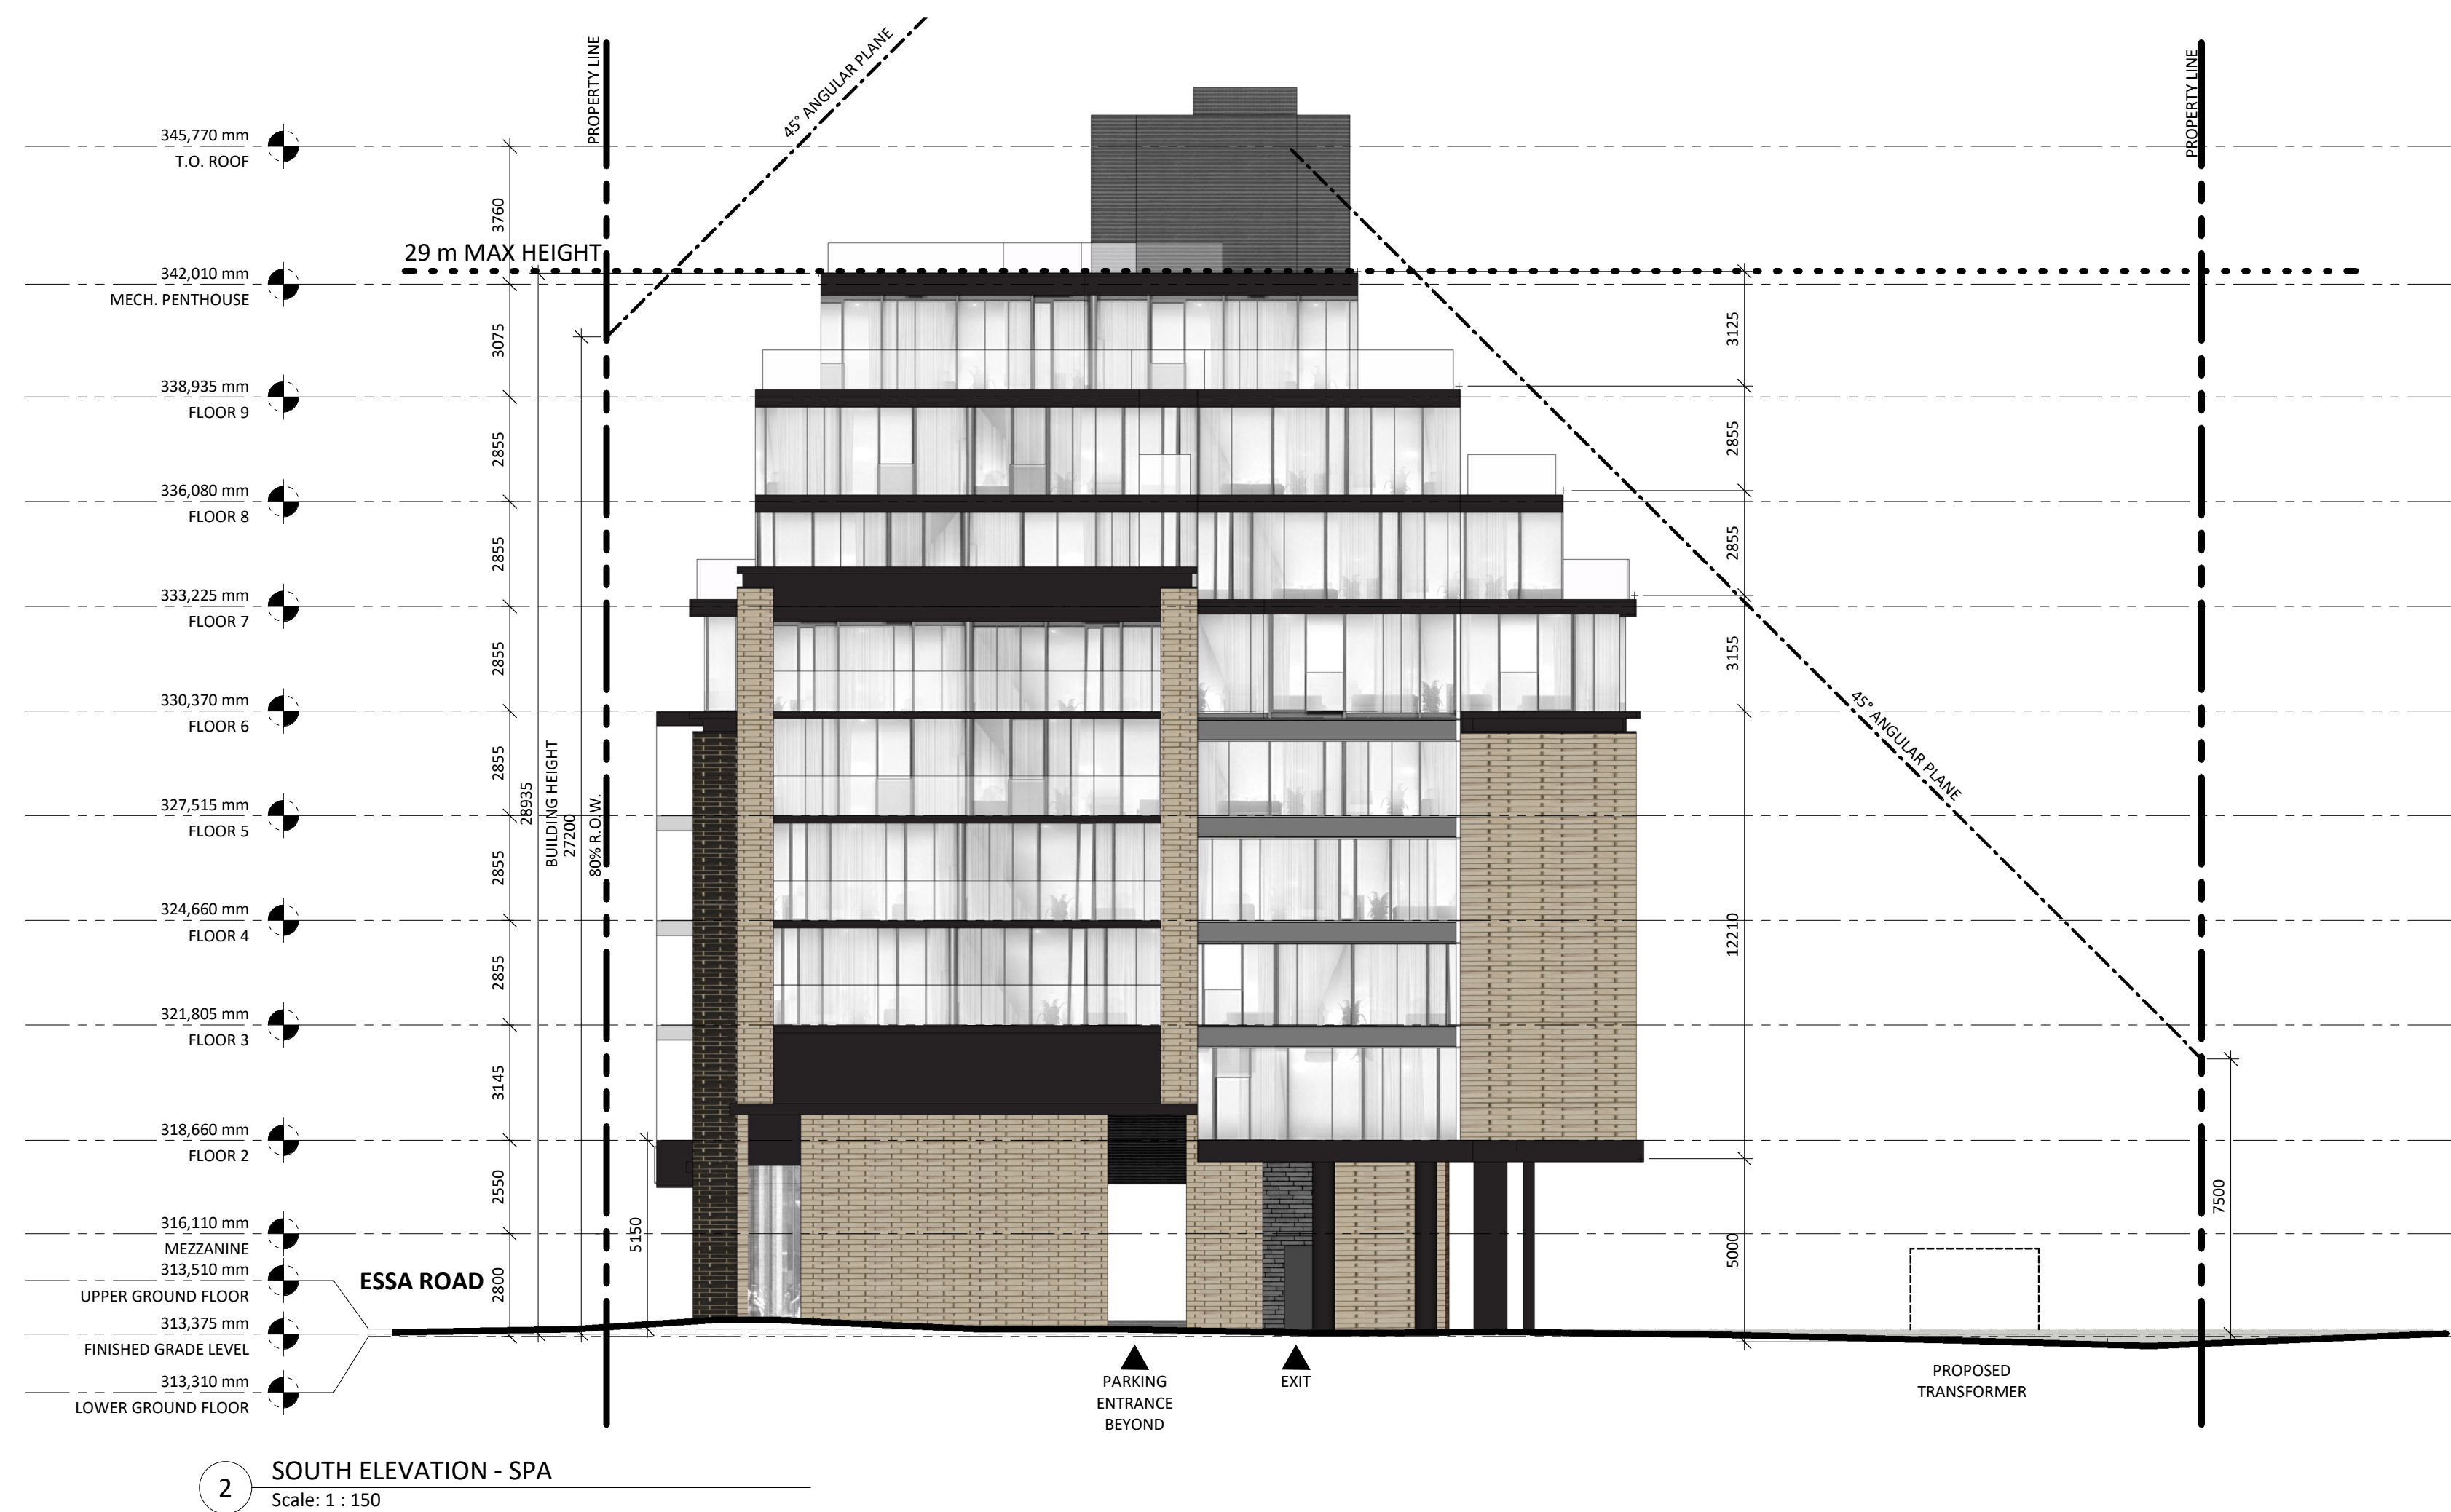 PROPERTY LINE
45° ANGULAR PLANE
PROPERTY LINE
345,770 mm
T.O. ROOF
3760
29 m MAX HEIGHT
342,010 mm
MECH. PENTHOUSE
3075
3125
338,935 mm
FLOOR 9
2855
2855
336,080 mm
FLOOR 8
2855
2855
333,225 mm
FLOOR 7
2855
3155
330,370 mm
FLOOR 6
45° ANGULAR PLANE
2855
28935
BUILDING HEIGHT
27200
80% R.O.W.
327,515 mm
FLOOR 5
2855
324,660 mm
FLOOR 4
2855
12210
321,805 mm
FLOOR 3
3145
318,660 mm
FLOOR 2
2550
5150
5000
7500
316,110 mm
MEZZANINE
313,510 mm
UPPER GROUND FLOOR
ESSA ROAD
2800
313,375 mm
FINISHED GRADE LEVEL
313,310 mm
LOWER GROUND FLOOR
PARKING
ENTRANCE
BEYOND
EXIT
PROPOSED
TRANSFORMER
2
SOUTH ELEVATION - SPA
Scale: 1 : 150